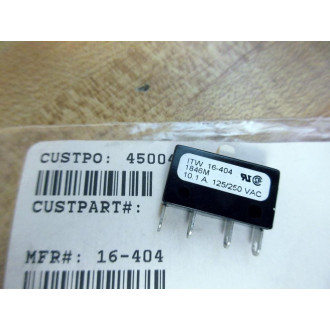 CUSTPO: 45004
CUSTPART#:
MFR#: 16-404
ITW 16-404
1846M
10.1 A 125/250 VAC